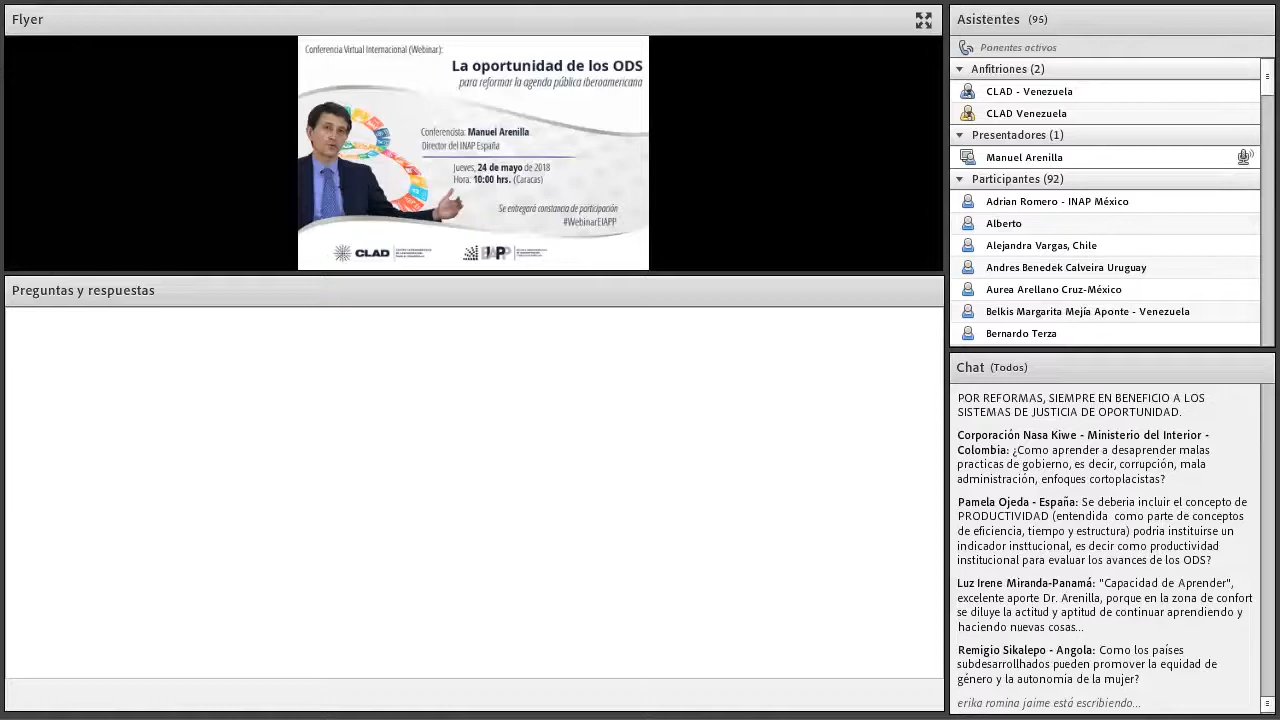 Flyer
Conferencia Virtual Internacional (Webinar):
La oportunidad de los ODS
para reformar la agenda pública iberoamericana
Conferencista: Manuel Arenilla
Director del INAP España
Jueves, 24 de mayo de 2018
Hora: 10:00 hrs. (Caracas)
Se entregará constancia de participación
#WebinarEIAPP
CLAD
EIAPP
Preguntas y respuestas
Asistentes (95)
Ponentes activos
Anfitriones (2)
CLAD - Venezuela
CLAD Venezuela
Presentadores (1)
Manuel Arenilla
Participantes (92)
Adrián Romero - INAP México
Alberto
Alejandra Vargas, Chile
Andres Benedek Calveira Uruguay
Aurea Arellano Cruz-México
Belkis Margarita Mejía Aponte - Venezuela
Bernardo Terza
Chat (Todos)
POR REFORMAS, SIEMPRE EN BENEFICIO A LOS
SISTEMAS DE JUSTICIA DE OPORTUNIDAD.
Corporación Nasa Kiwe - Ministerio del Interior -
Colombia: ¿Como aprender a desaprender malas
practicas de gobierno, es decir, corrupción, mala
administración, enfoques cortoplacistas?
Pamela Ojeda - España: Se deberia incluir el concepto de
PRODUCTIVIDAD (entendida como parte de conceptos
de eficiencia, tiempo y estructura) podria instituirse un
indicador insttucional, es decir como productividad
institucional para evaluar los avances de los ODS?
Luz Irene Miranda-Panamá: "Capacidad de Aprender",
excelente aporte Dr. Arenilla, porque en la zona de confort
se diluye la actitud y aptitud de continuar aprendiendo y
haciendo nuevas cosas...
Remigio Sikalepo - Angola: Como los países
subdesarrollhados pueden promover la equidad de
género y la autonomia de la mujer?
erika romina jaime está escribiendo...